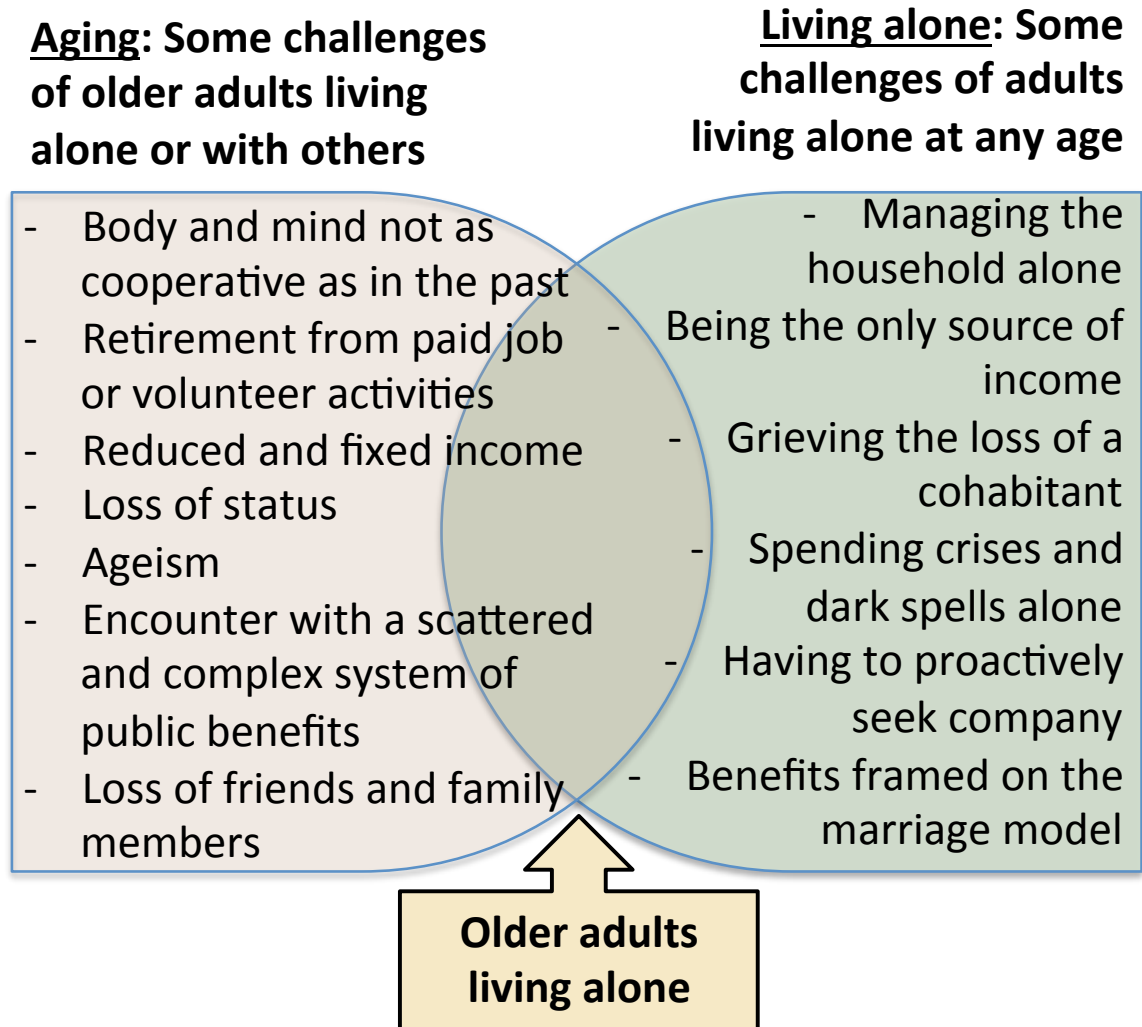 Aging: Some challenges
of older adults living
alone or with others
Living alone: Some
challenges of adults
living alone at any age
- Body and mind not as
cooperative as in the past
- Retirement from paid job
or volunteer activities
- Reduced and fixed income
- Loss of status
- Ageism
- Encounter with a scattered
and complex system of
public benefits
- Loss of friends and family
members
- Managing the
household alone
- Being the only source of
income
- Grieving the loss of a
cohabitant
- Spending crises and
dark spells alone
- Having to proactively
seek company
- Benefits framed on the
marriage model
Older adults
living alone